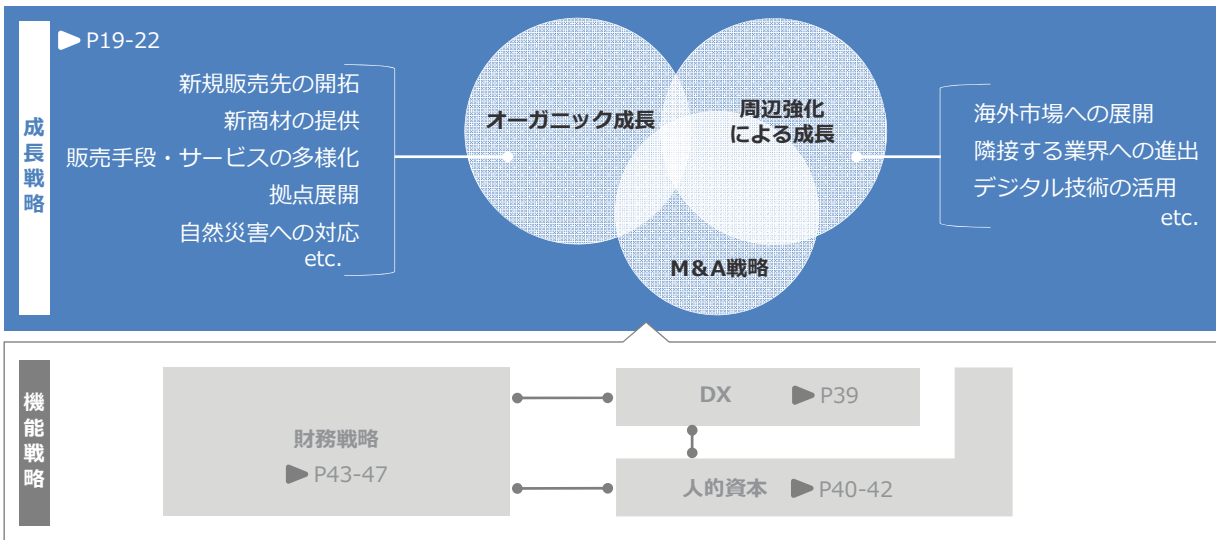 成長戦略
P19-22
新規販売先の開拓
新商材の提供
販売手段・サービスの多様化
拠点展開
自然災害への対応
etc.
オーガニック成長
周辺強化
による成長
M&A戦略
海外市場への展開
隣接する業界への進出
デジタル技術の活用
etc.
機能戦略
財務戦略
P43-47
DX P39
人的資本 P40-42